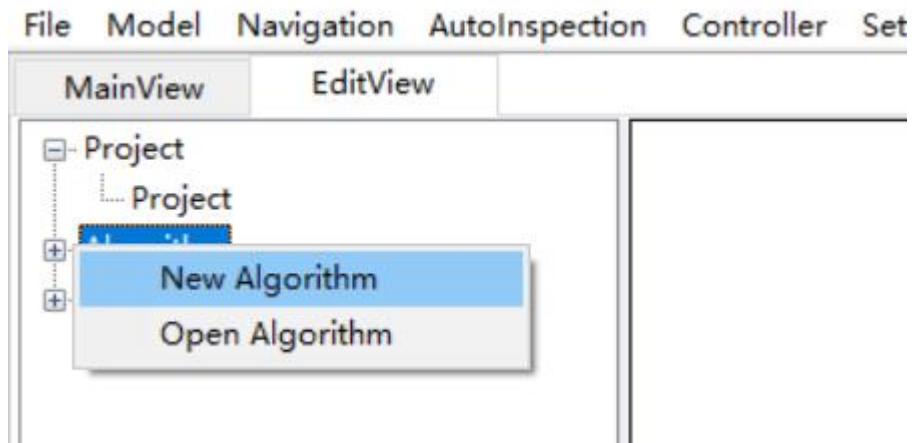 File Model Navigation AutoInspection Controller Set
MainView EditView
Project
Project
New Algorithm
Open Algorithm